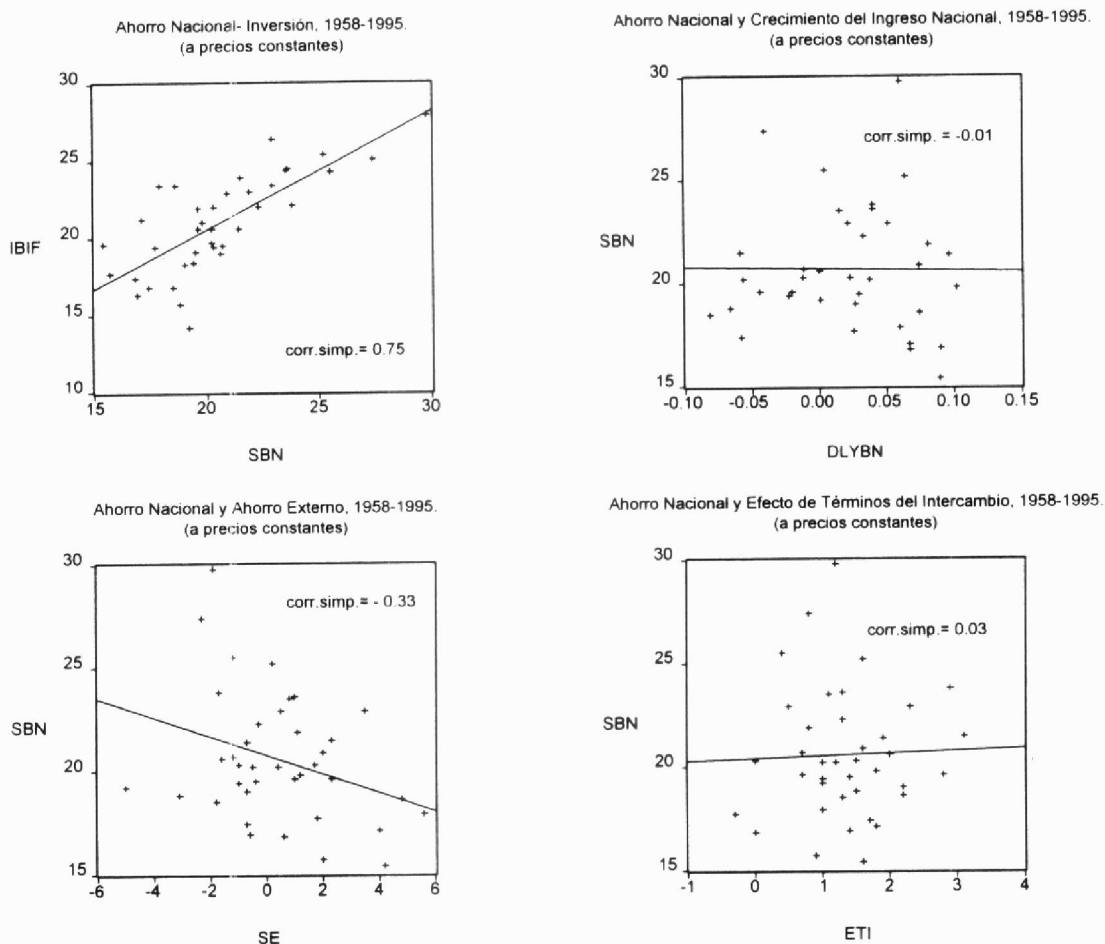 Ahorro Nacional- Inversión, 1958-1995.
(a precios constantes)
30
25
20
15
10
IBIF
corr.simp.= 0.75
15
20
25
30
SBN
Ahorro Nacional y Crecimiento del Ingreso Nacional, 1958-1995.
(a precios constantes)
30
25
20
15
SBN
corr.simp. = -0.01
-0.10
-0.05
0.00
0.05
0.10
0.15
DLYBN
Ahorro Nacional y Ahorro Externo, 1958-1995.
(a precios constantes)
30
25
20
15
SBN
corr.simp.= - 0.33
-6
-4
-2
0
2
4
6
SE
Ahorro Nacional y Efecto de Términos del Intercambio, 1958-1995.
(a precios constantes)
30
25
20
15
SBN
corr.simp.= 0.03
-1
0
1
2
3
4
ETI